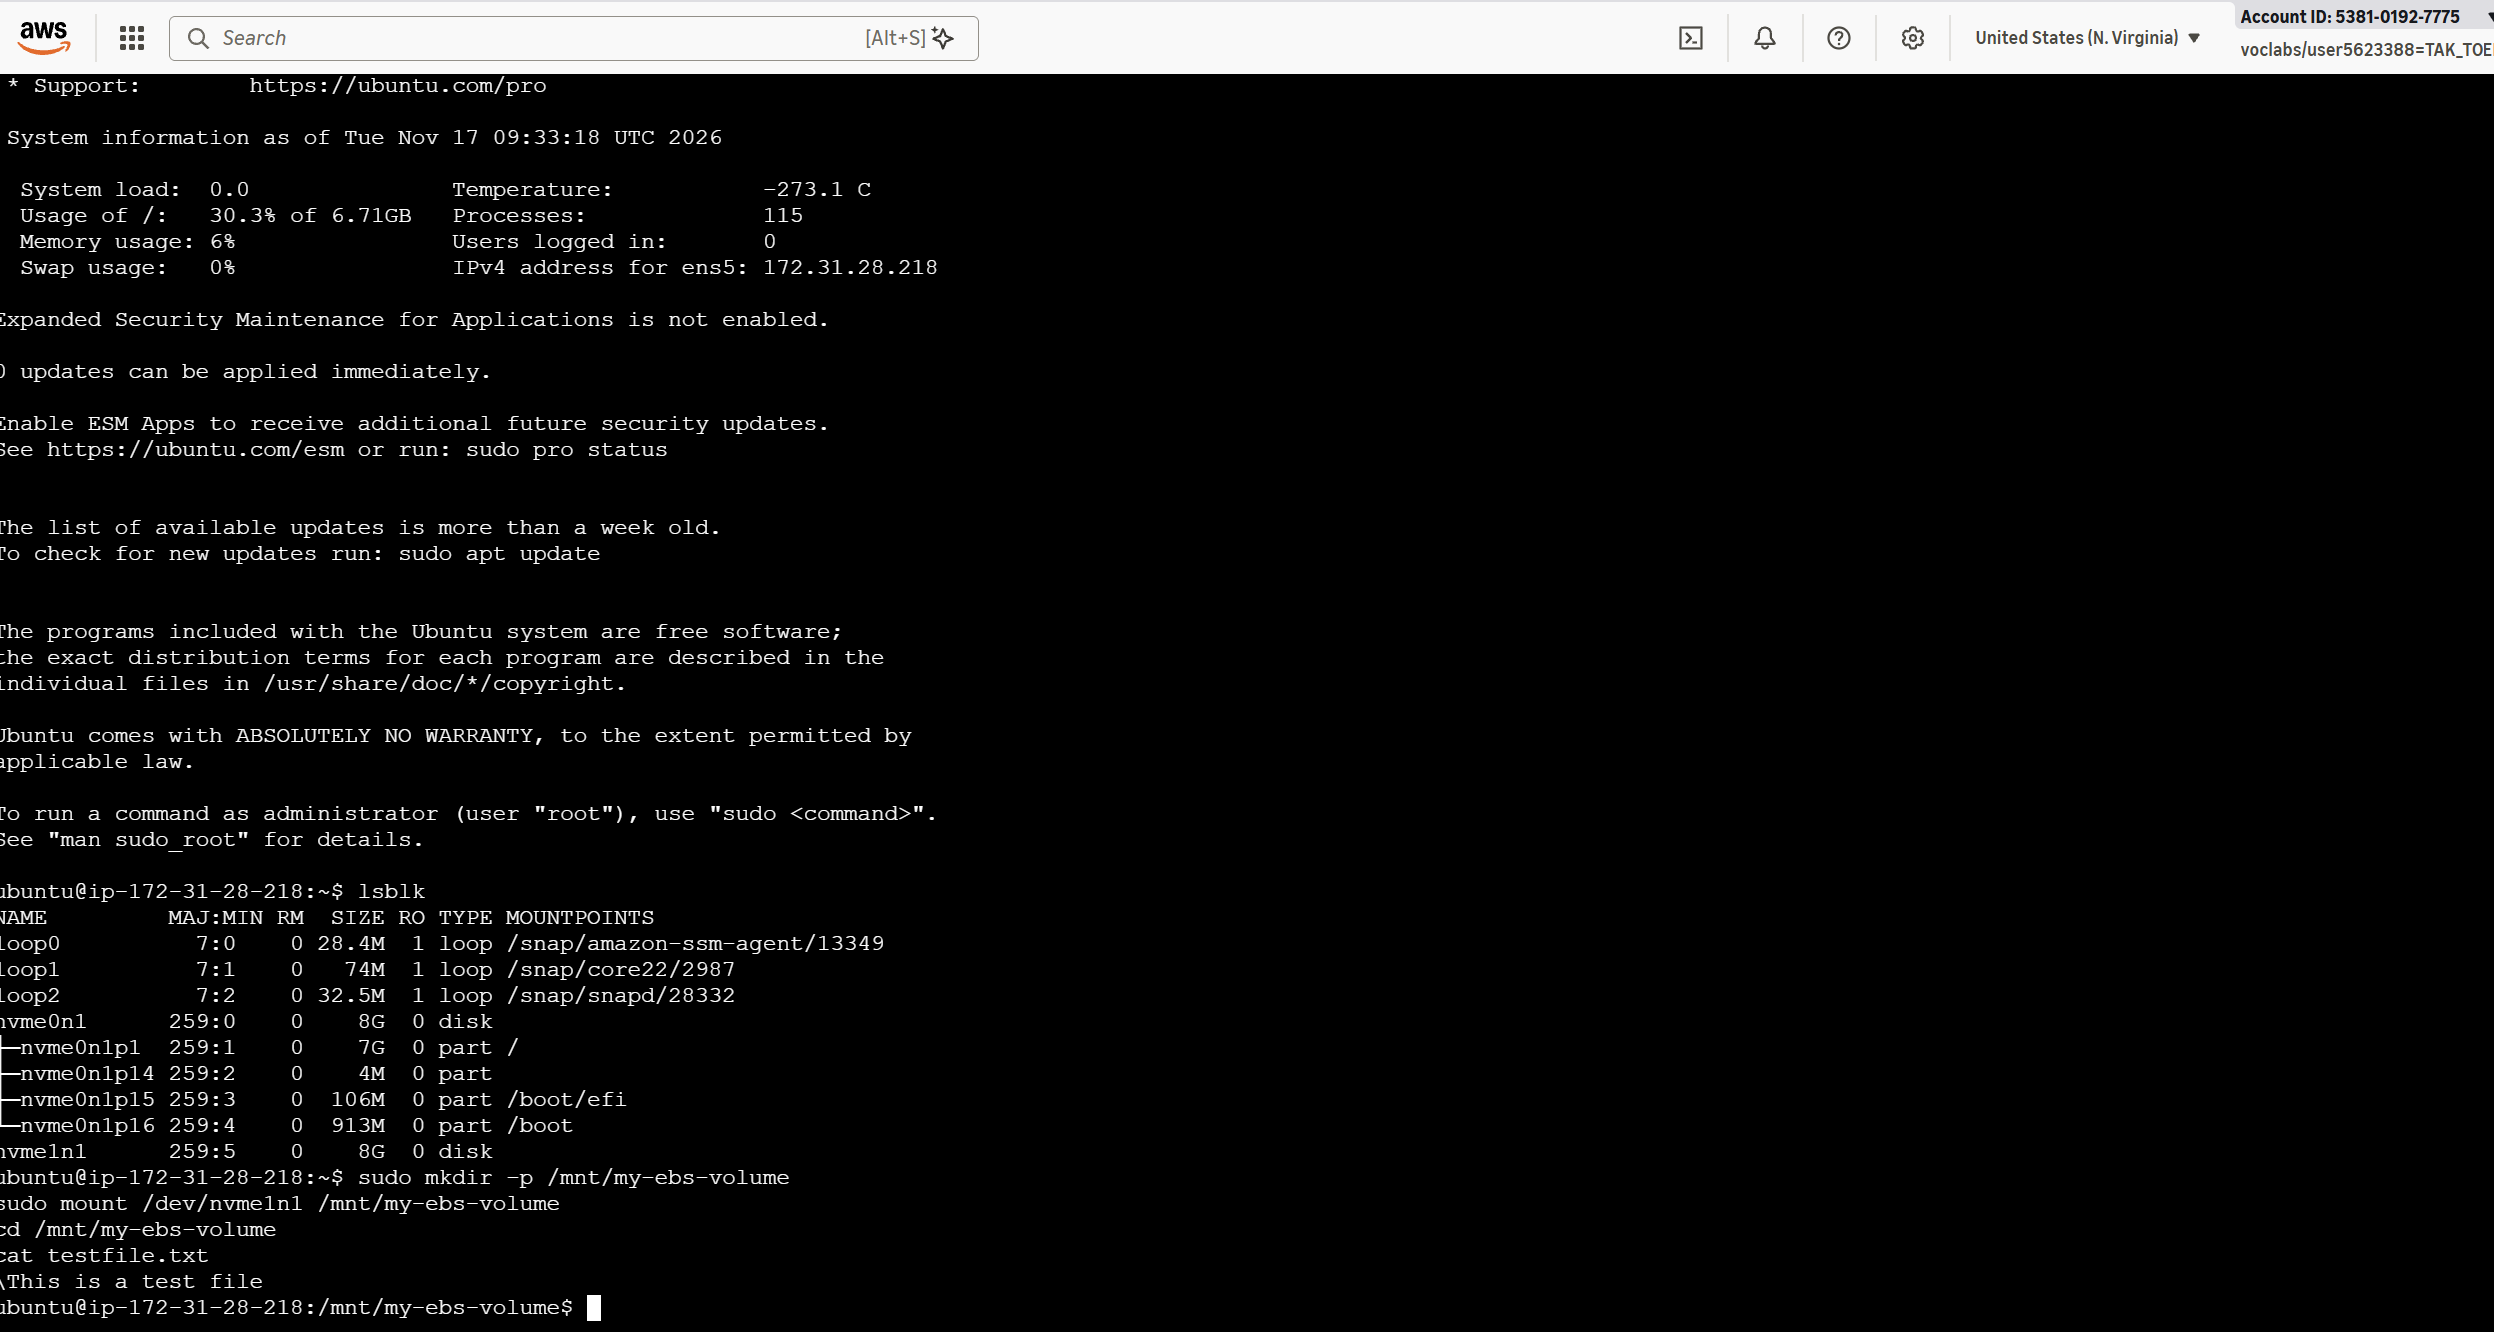 aws
Search [Alt+S]
United States (N. Virginia)
Account ID: 5381-0192-7775
voclabs/user5623388=TAK_TOE
* Support: https://ubuntu.com/pro
System information as of Tue Nov 17 09:33:18 UTC 2026
System load: 0.0 Temperature: -273.1 C
Usage of /: 30.3% of 6.71GB Processes: 115
Memory usage: 6% Users logged in: 0
Swap usage: 0% IPv4 address for ens5: 172.31.28.218
Expanded Security Maintenance for Applications is not enabled.
0 updates can be applied immediately.
Enable ESM Apps to receive additional future security updates.
See https://ubuntu.com/esm or run: sudo pro status
The list of available updates is more than a week old.
To check for new updates run: sudo apt update
The programs included with the Ubuntu system are free software;
the exact distribution terms for each program are described in the
individual files in /usr/share/doc/*/copyright.
Ubuntu comes with ABSOLUTELY NO WARRANTY, to the extent permitted by
applicable law.
To run a command as administrator (user "root"), use "sudo <command>".
See "man sudo_root" for details.
ubuntu@ip-172-31-28-218:~$ lsblk
NAME MAJ:MIN RM SIZE RO TYPE MOUNTPOINTS
loop0 7:0 0 28.4M 1 loop /snap/amazon-ssm-agent/13349
loop1 7:1 0 74M 1 loop /snap/core22/2987
loop2 7:2 0 32.5M 1 loop /snap/snapd/28332
nvme0n1 259:0 0 8G 0 disk
├─nvme0n1p1 259:1 0 7G 0 part /
├─nvme0n1p14 259:2 0 4M 0 part
├─nvme0n1p15 259:3 0 106M 0 part /boot/efi
└─nvme0n1p16 259:4 0 913M 0 part /boot
nvme1n1 259:5 0 8G 0 disk
ubuntu@ip-172-31-28-218:~$ sudo mkdir -p /mnt/my-ebs-volume
sudo mount /dev/nvme1n1 /mnt/my-ebs-volume
cd /mnt/my-ebs-volume
cat testfile.txt
\This is a test file
ubuntu@ip-172-31-28-218:/mnt/my-ebs-volume$